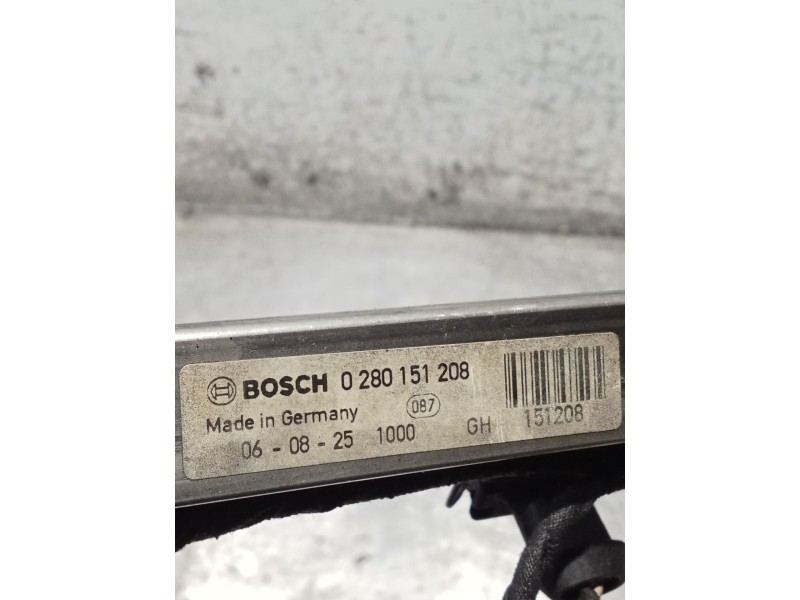 BOSCH 0 280 151 208
Made in Germany 087
06 - 08 - 25 1000 GH 151208